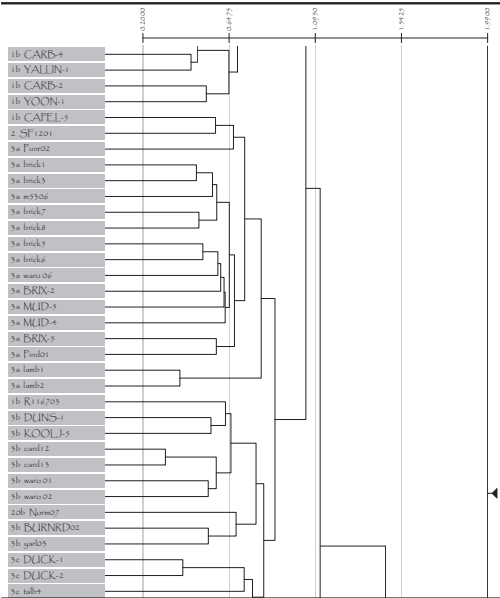 0.2000 0.6475 1.0950 1.5425 1.9900
1b CARB-4
1b YALLIN-1
1b CARB-2
1b YOON-1
1b CAPEL-5
2 SF1201
3a Punr02
3a brick1
3a brick3
3a m5306
3a brick7
3a brick8
3a brick5
3a brick6
3a waro 06
3a BRIX-2
3a MUD-5
3a MUD-4
3a BRIX-5
3a Pind01
3a lamb1
3a lamb2
1b R116703
3b DUNS-1
3b KOOLJ-5
3b card12
3b card13
3b waro 01
3b waro 02
20b Norm07
3b BURNRD02
3b yarl03
3c DUCK-1
3c DUCK-2
3c talb4